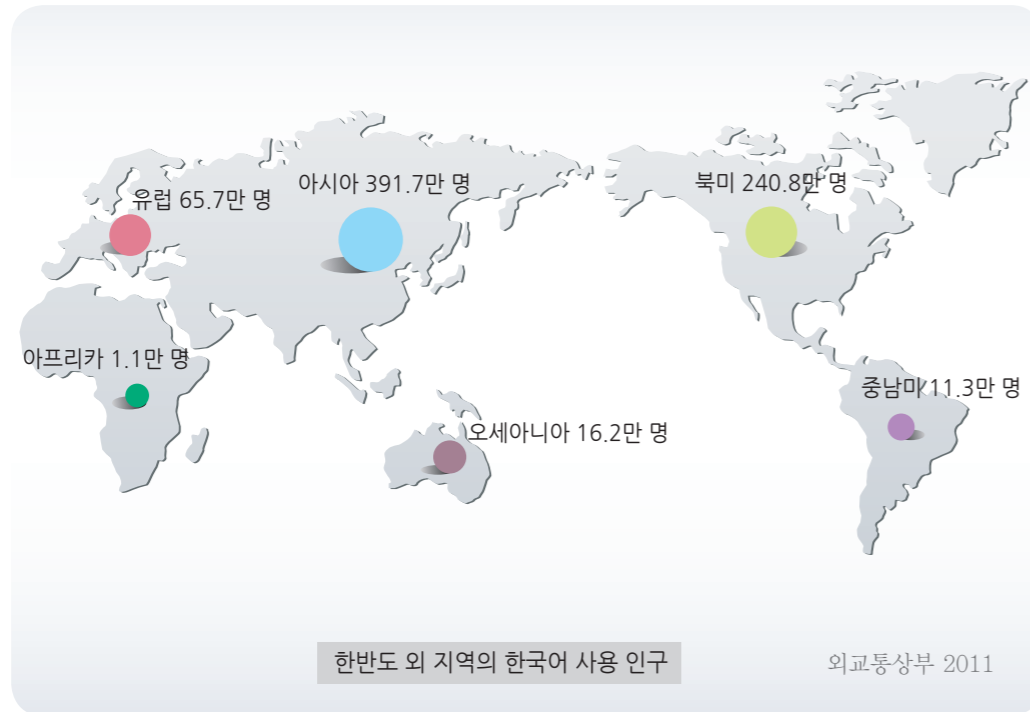 유럽 65.7만 명
아시아 391.7만 명
북미 240.8만 명
아프리카 1.1만 명
중남미 11.3만 명
오세아니아 16.2만 명
한반도 외 지역의 한국어 사용 인구
외교통상부 2011